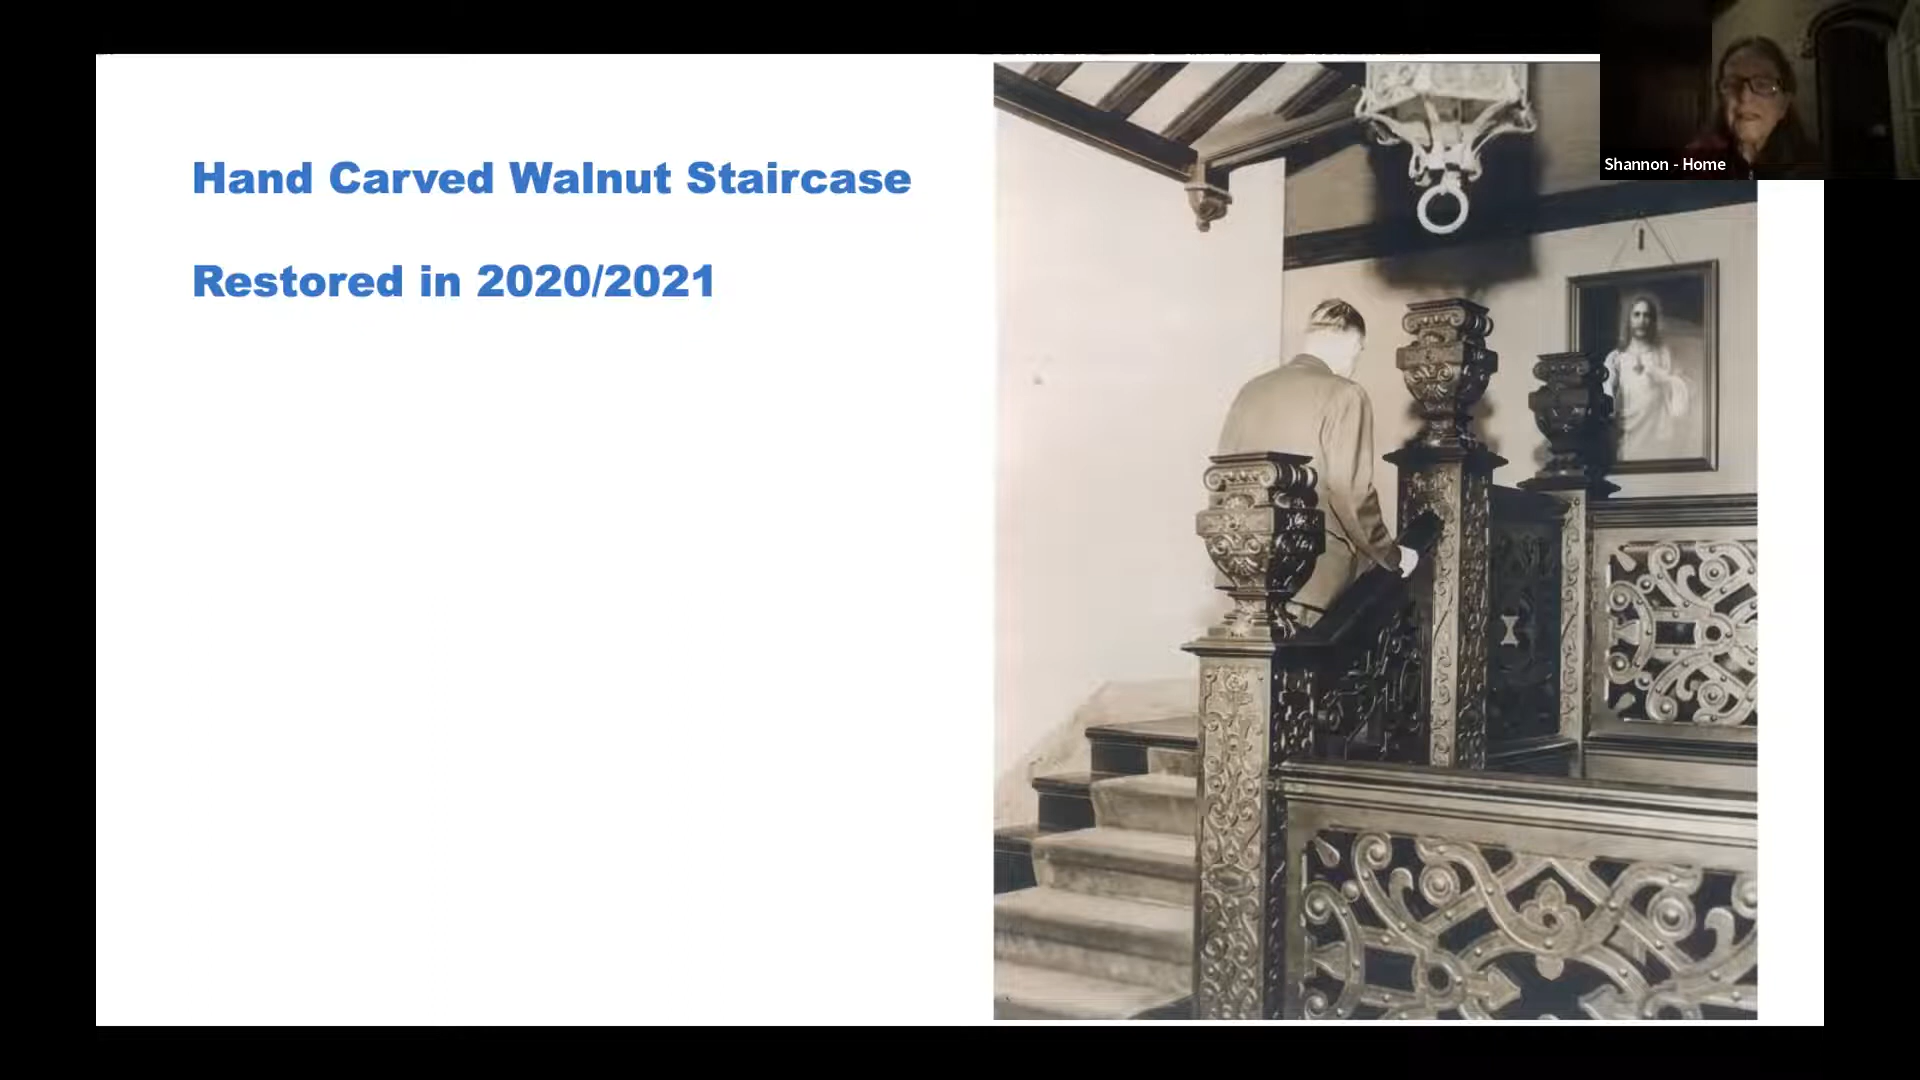 Hand Carved Walnut Staircase
Restored in 2020/2021
Shannon - Home